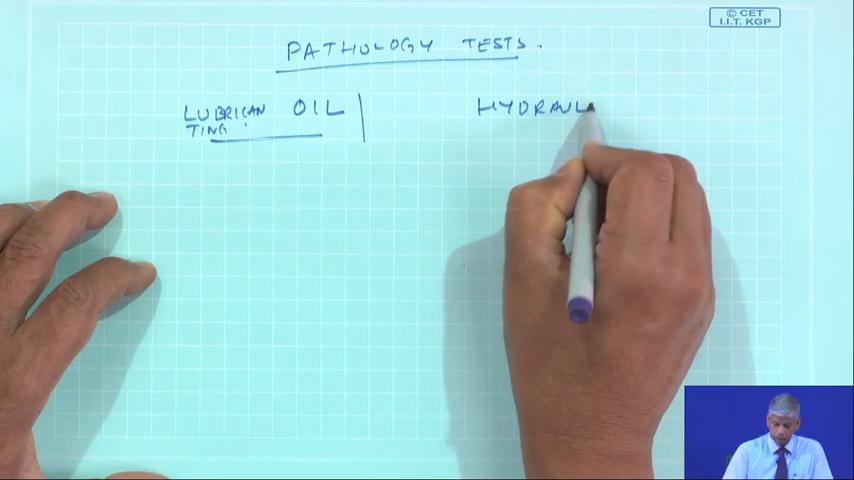 © CET
I.I.T. KGP
PATHOLOGY TESTS.
LUBRICAN OIL
TING.
HYDRAUL